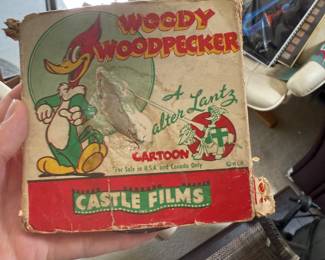 WOODY
WOODPECKER
A
Walter Lantz
CARTOON
For Sale in U.S.A. and Canada Only
CASTLE FILMS